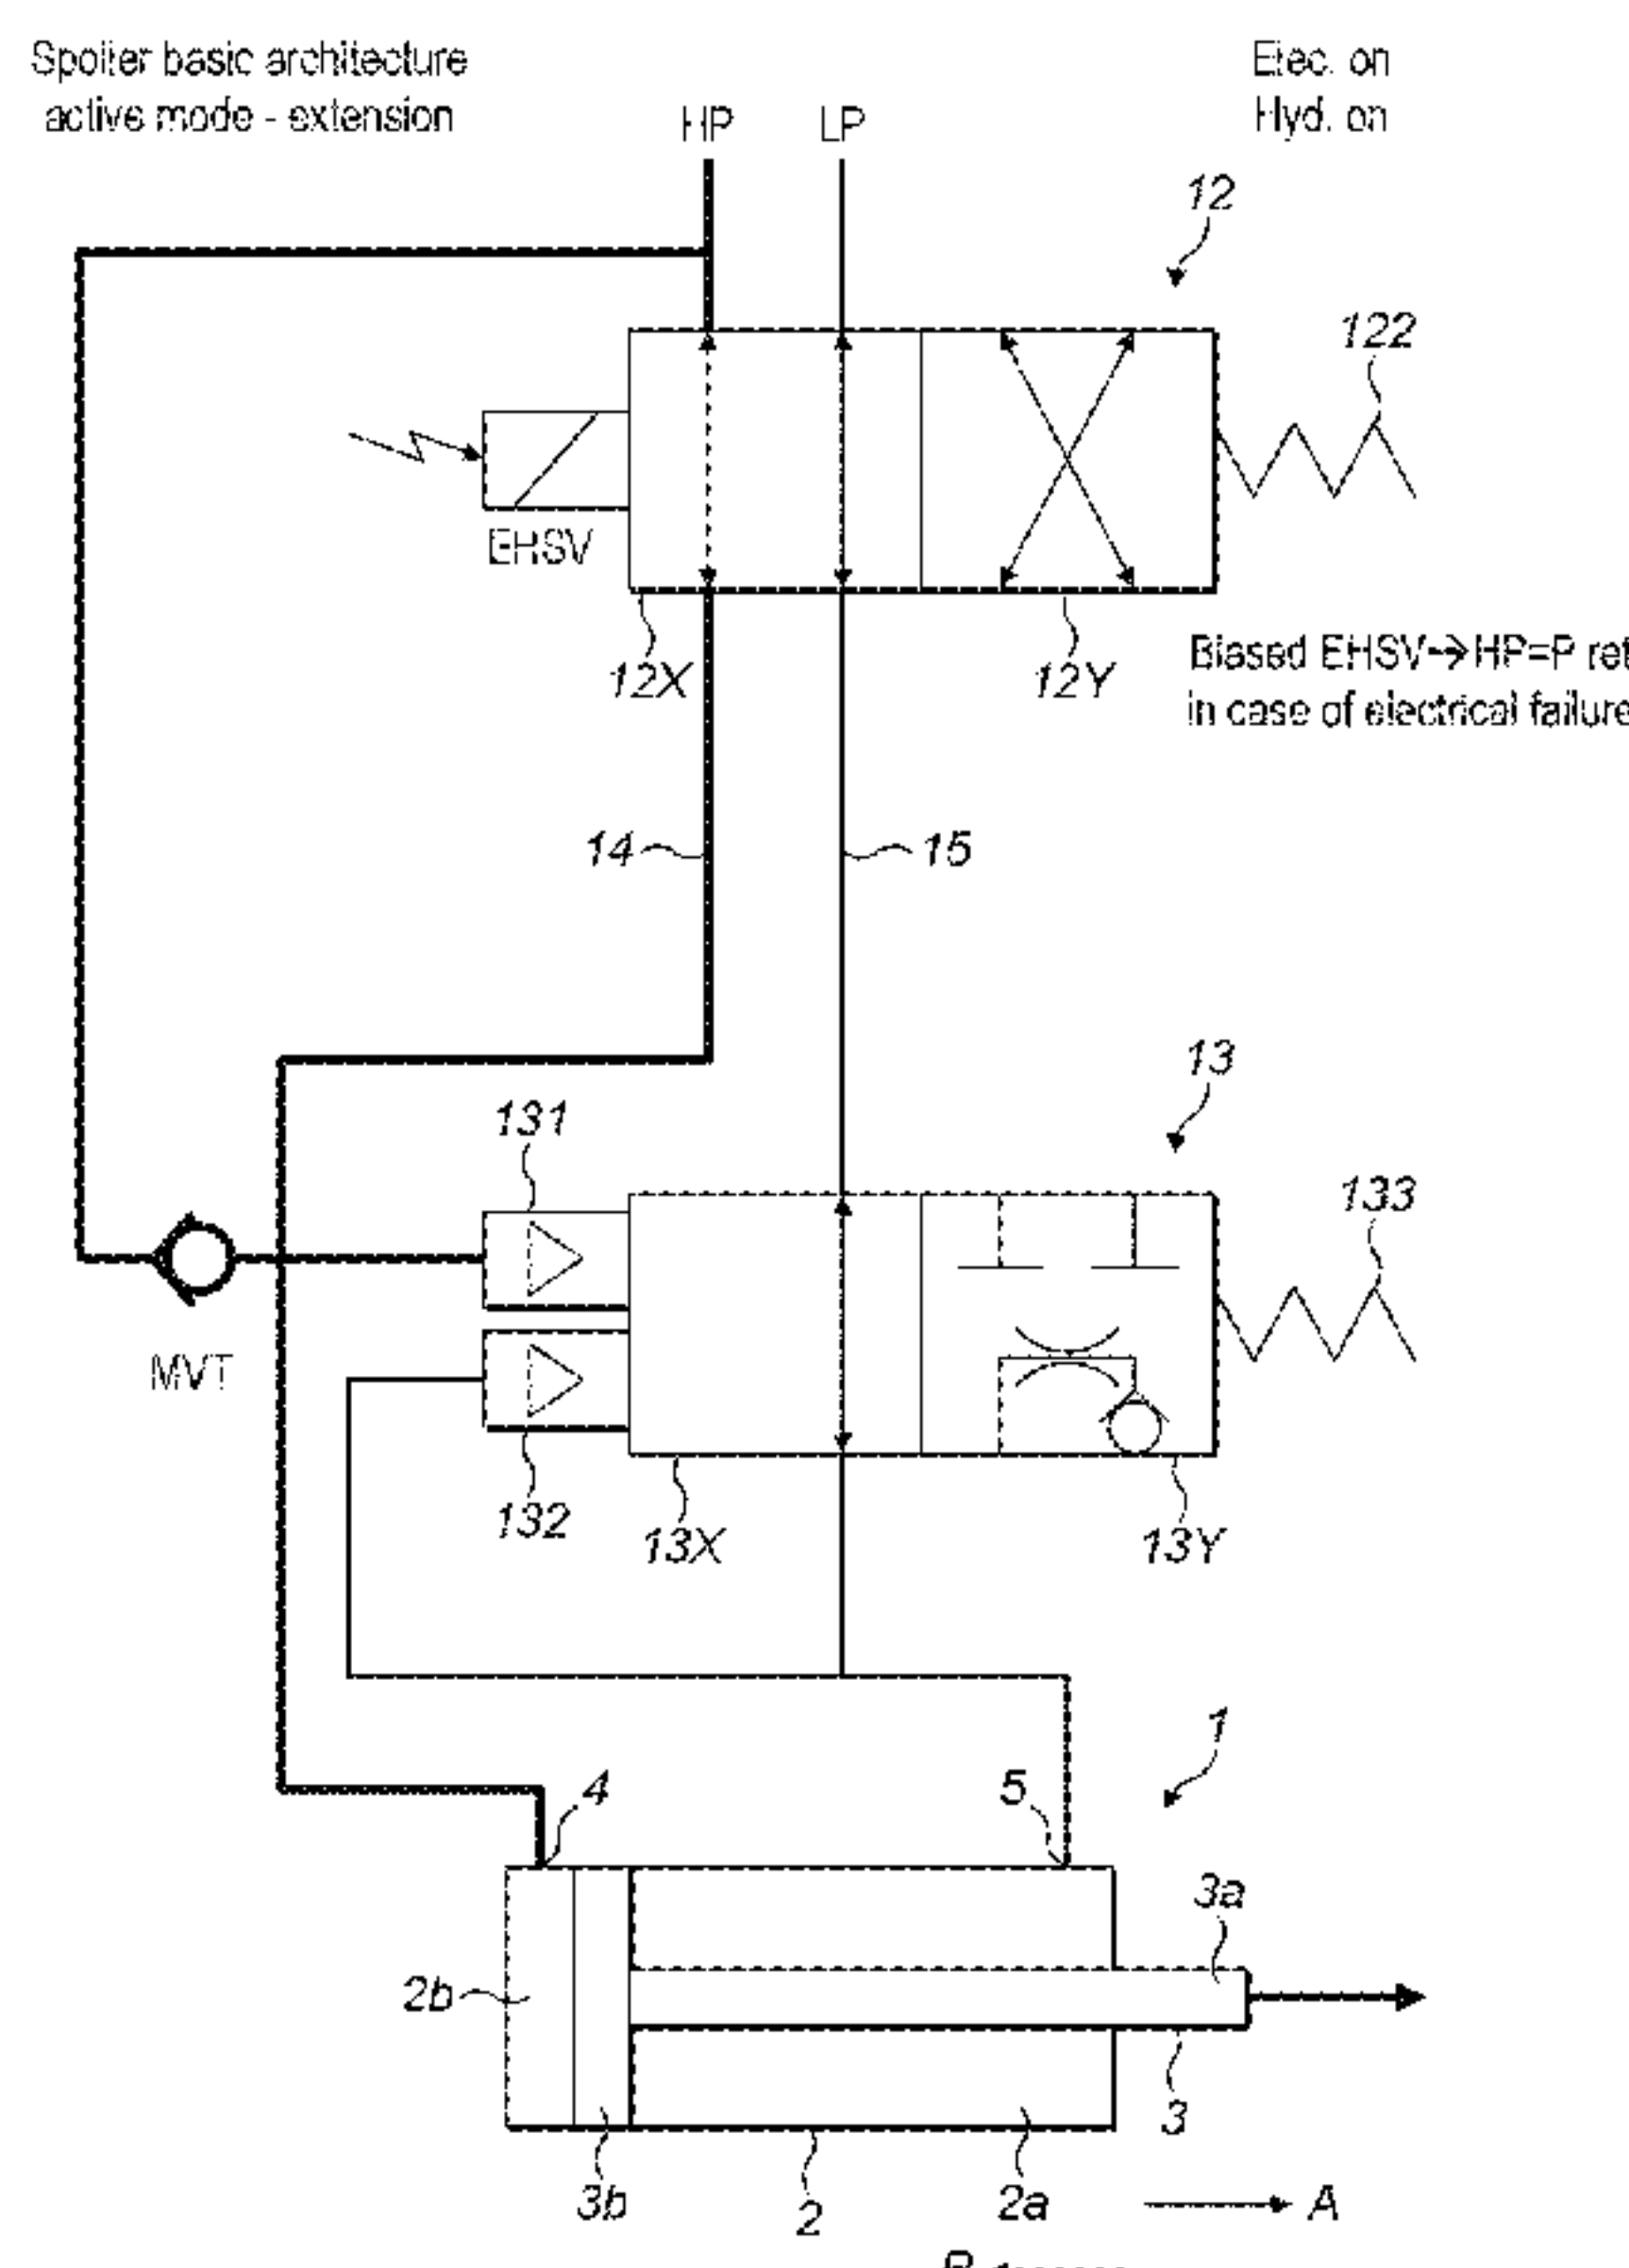 Spoiler basic architecture
active mode - extension
Elec. on
Hyd. on
HP
LP
12
122
EHSV
12X
12Y
Biased EHSV→HP=P ret
in case of electrical failure
14
15
13
131
133
MVT
132
13X
13Y
1
4
5
3a
2b
3
3b
2
2a
A
B